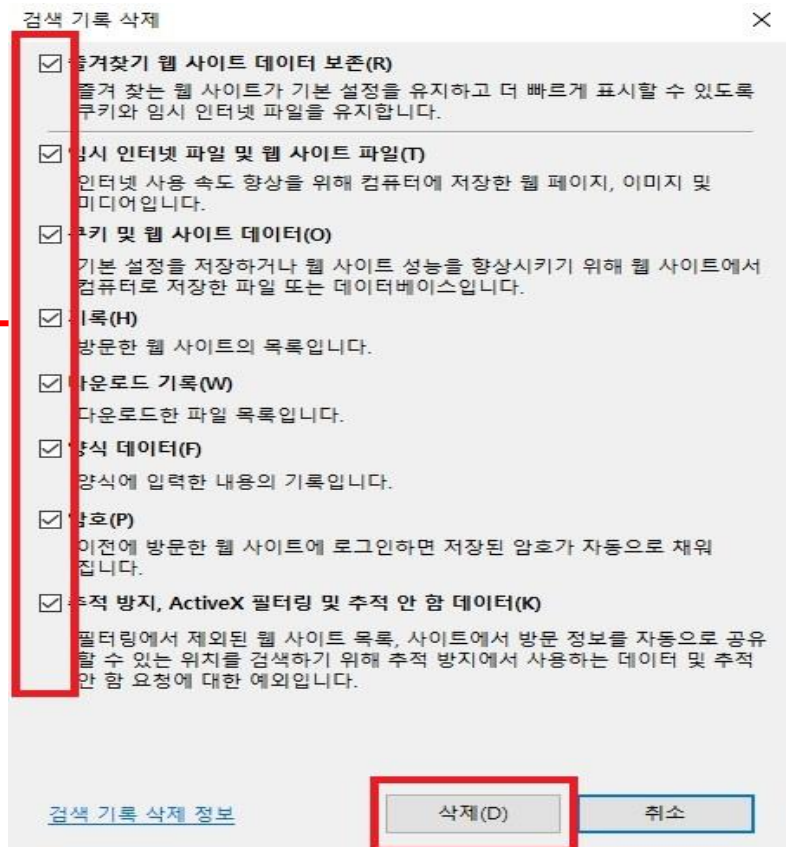 검색 기록 삭제
즐겨찾기 웹 사이트 데이터 보존(R)
즐겨 찾는 웹 사이트가 기본 설정을 유지하고 더 빠르게 표시할 수 있도록
쿠키와 임시 인터넷 파일을 유지합니다.
임시 인터넷 파일 및 웹 사이트 파일(T)
인터넷 사용 속도 향상을 위해 컴퓨터에 저장한 웹 페이지, 이미지 및
미디어입니다.
쿠키 및 웹 사이트 데이터(O)
기본 설정을 저장하거나 웹 사이트 성능을 향상시키기 위해 웹 사이트에서
컴퓨터로 저장한 파일 또는 데이터베이스입니다.
기록(H)
방문한 웹 사이트의 목록입니다.
다운로드 기록(W)
다운로드한 파일 목록입니다.
양식 데이터(F)
양식에 입력한 내용의 기록입니다.
암호(P)
이전에 방문한 웹 사이트에 로그인하면 저장된 암호가 자동으로 채워
집니다.
추적 방지, ActiveX 필터링 및 추적 안 함 데이터(K)
필터링에서 제외된 웹 사이트 목록, 사이트에서 방문 정보를 자동으로 공유
할 수 있는 위치를 검색하기 위해 추적 방지에서 사용하는 데이터 및 추적
안 함 요청에 대한 예외입니다.
검색 기록 삭제 정보
삭제(D)
취소